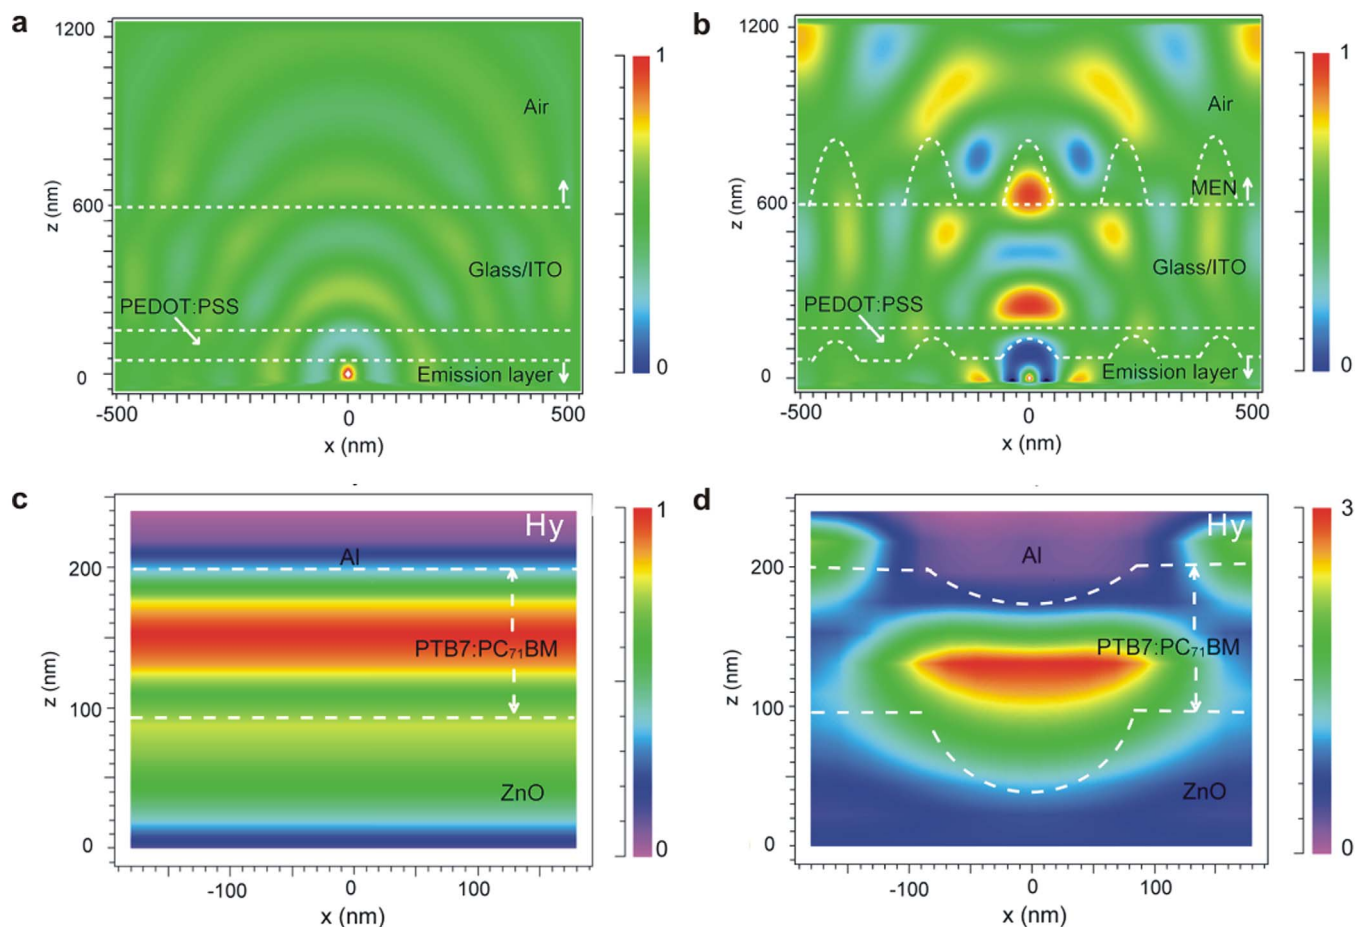 a
1200
600
0
z (nm)
-500
0
500
x (nm)
Air
Glass/ITO
PEDOT:PSS
Emission layer
1
0
b
1200
600
0
z (nm)
-500
0
500
x (nm)
Air
MEN
Glass/ITO
PEDOT:PSS
Emission layer
1
0
c
200
100
0
z (nm)
-100
0
100
x (nm)
Hy
Al
PTB7:PC₇₁BM
ZnO
1
0
d
200
100
0
z (nm)
-100
0
100
x (nm)
Hy
Al
PTB7:PC₇₁BM
ZnO
3
0